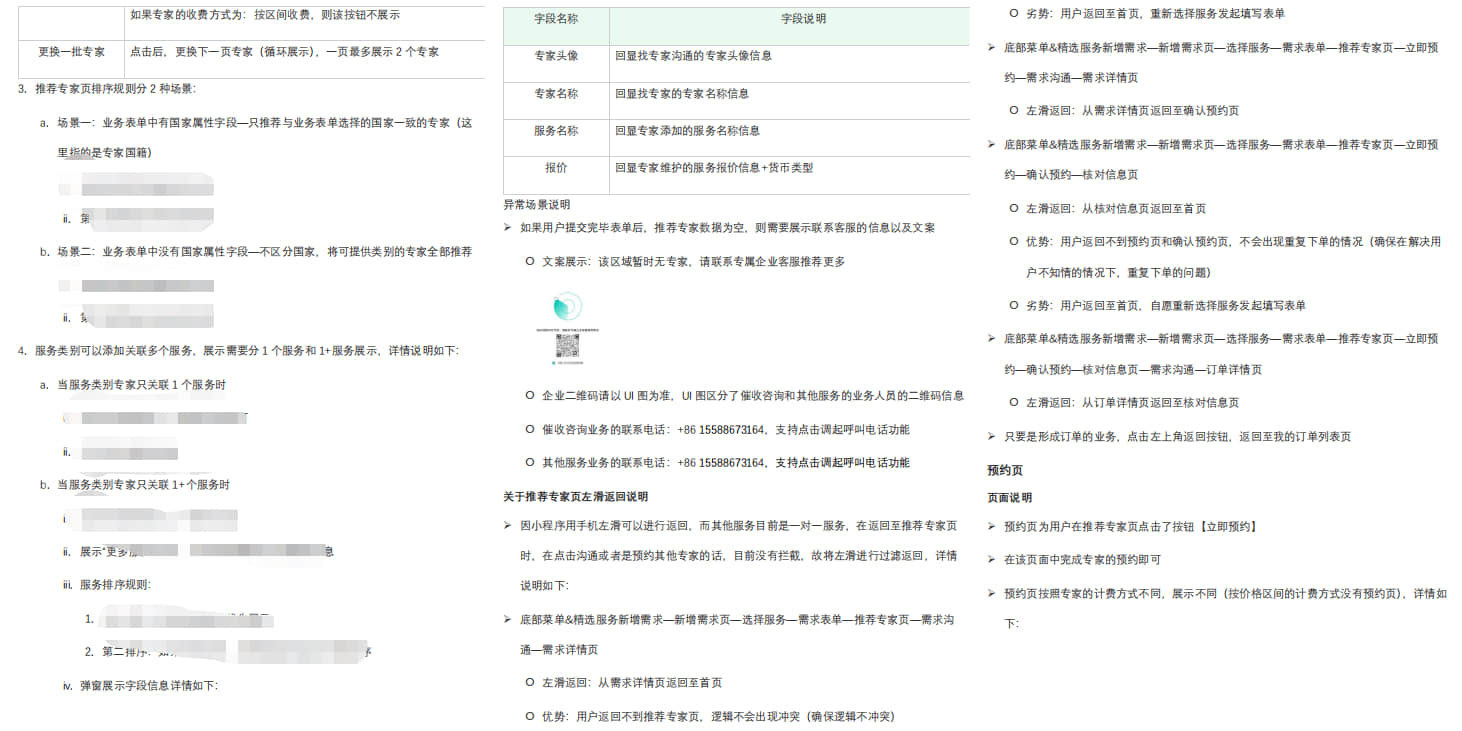 如果专家的收费方式为：按区间收费，则该按钮不展示
更换一批专家 点击后，更换下一页专家（循环展示），一页最多展示 2 个专家
3. 推荐专家页排序规则分 2 种场景：
a. 场景一：业务表单中有国家属性字段—只推荐与业务表单选择的国家一致的专家（这
里指的是专家国籍）
ii. 第
b. 场景二：业务表单中没有国家属性字段—不区分国家，将可提供类别的专家全部推荐
ii.
4. 服务类别可以添加关联多个服务，展示需要分 1 个服务和 1+服务展示，详情说明如下：
a. 当服务类别专家只关联 1 个服务时
ii.
b. 当服务类别专家只关联 1+个服务时
ii. 展示“更多 息
iii. 服务排序规则：
1.
2. 第二排序： 序
iv. 弹窗展示字段信息详情如下：
字段名称 字段说明
专家头像 回显找专家沟通的专家头像信息
专家名称 回显找专家的专家名称信息
服务名称 回显专家添加的服务名称信息
报价 回显专家维护的服务报价信息+货币类型
异常场景说明
➢ 如果用户提交完毕表单后，推荐专家数据为空，则需要展示联系客服的信息以及文案
O 文案展示：该区域暂时无专家，请联系专属企业客服推荐更多
O 企业二维码请以 UI 图为准，UI 图区分了催收咨询和其他服务的业务人员的二维码信息
O 催收咨询业务的联系电话：+86 15588673164，支持点击调起呼叫电话功能
O 其他服务业务的联系电话：+86 15588673164，支持点击调起呼叫电话功能
关于推荐专家页左滑返回说明
➢ 因小程序用手机左滑可以进行返回，而其他服务目前是一对一服务，在返回至推荐专家页
时，在点击沟通或者是预约其他专家的话，目前没有拦截，故将左滑进行过滤返回，详情
说明如下：
➢ 底部菜单&精选服务新增需求—新增需求页—选择服务—需求表单—推荐专家页—需求沟
通—需求详情页
O 左滑返回：从需求详情页返回至首页
O 优势：用户返回不到推荐专家页，逻辑不会出现冲突（确保逻辑不冲突）
O 劣势：用户返回至首页，重新选择服务发起填写表单
➢ 底部菜单&精选服务新增需求—新增需求页—选择服务—需求表单—推荐专家页—立即预
约—需求沟通—需求详情页
O 左滑返回：从需求详情页返回至确认预约页
➢ 底部菜单&精选服务新增需求—新增需求页—选择服务—需求表单—推荐专家页—立即预
约—确认预约—核对信息页
O 左滑返回：从核对信息页返回至首页
O 优势：用户返回不到预约页和确认预约页，不会出现重复下单的情况（确保在解决用
户不知情的情况下，重复下单的问题）
O 劣势：用户返回至首页，自愿重新选择服务发起填写表单
➢ 底部菜单&精选服务新增需求—新增需求页—选择服务—需求表单—推荐专家页—立即预
约—确认预约—核对信息页—需求沟通—订单详情页
O 左滑返回：从订单详情页返回至核对信息页
➢ 只要是形成订单的业务，点击左上角返回按钮，返回至我的订单列表页
预约页
页面说明
➢ 预约页为用户在推荐专家页点击了按钮【立即预约】
➢ 在该页面中完成专家的预约即可
➢ 预约页按照专家的计费方式不同，展示不同（按价格区间的计费方式没有预约页），详情如
下：